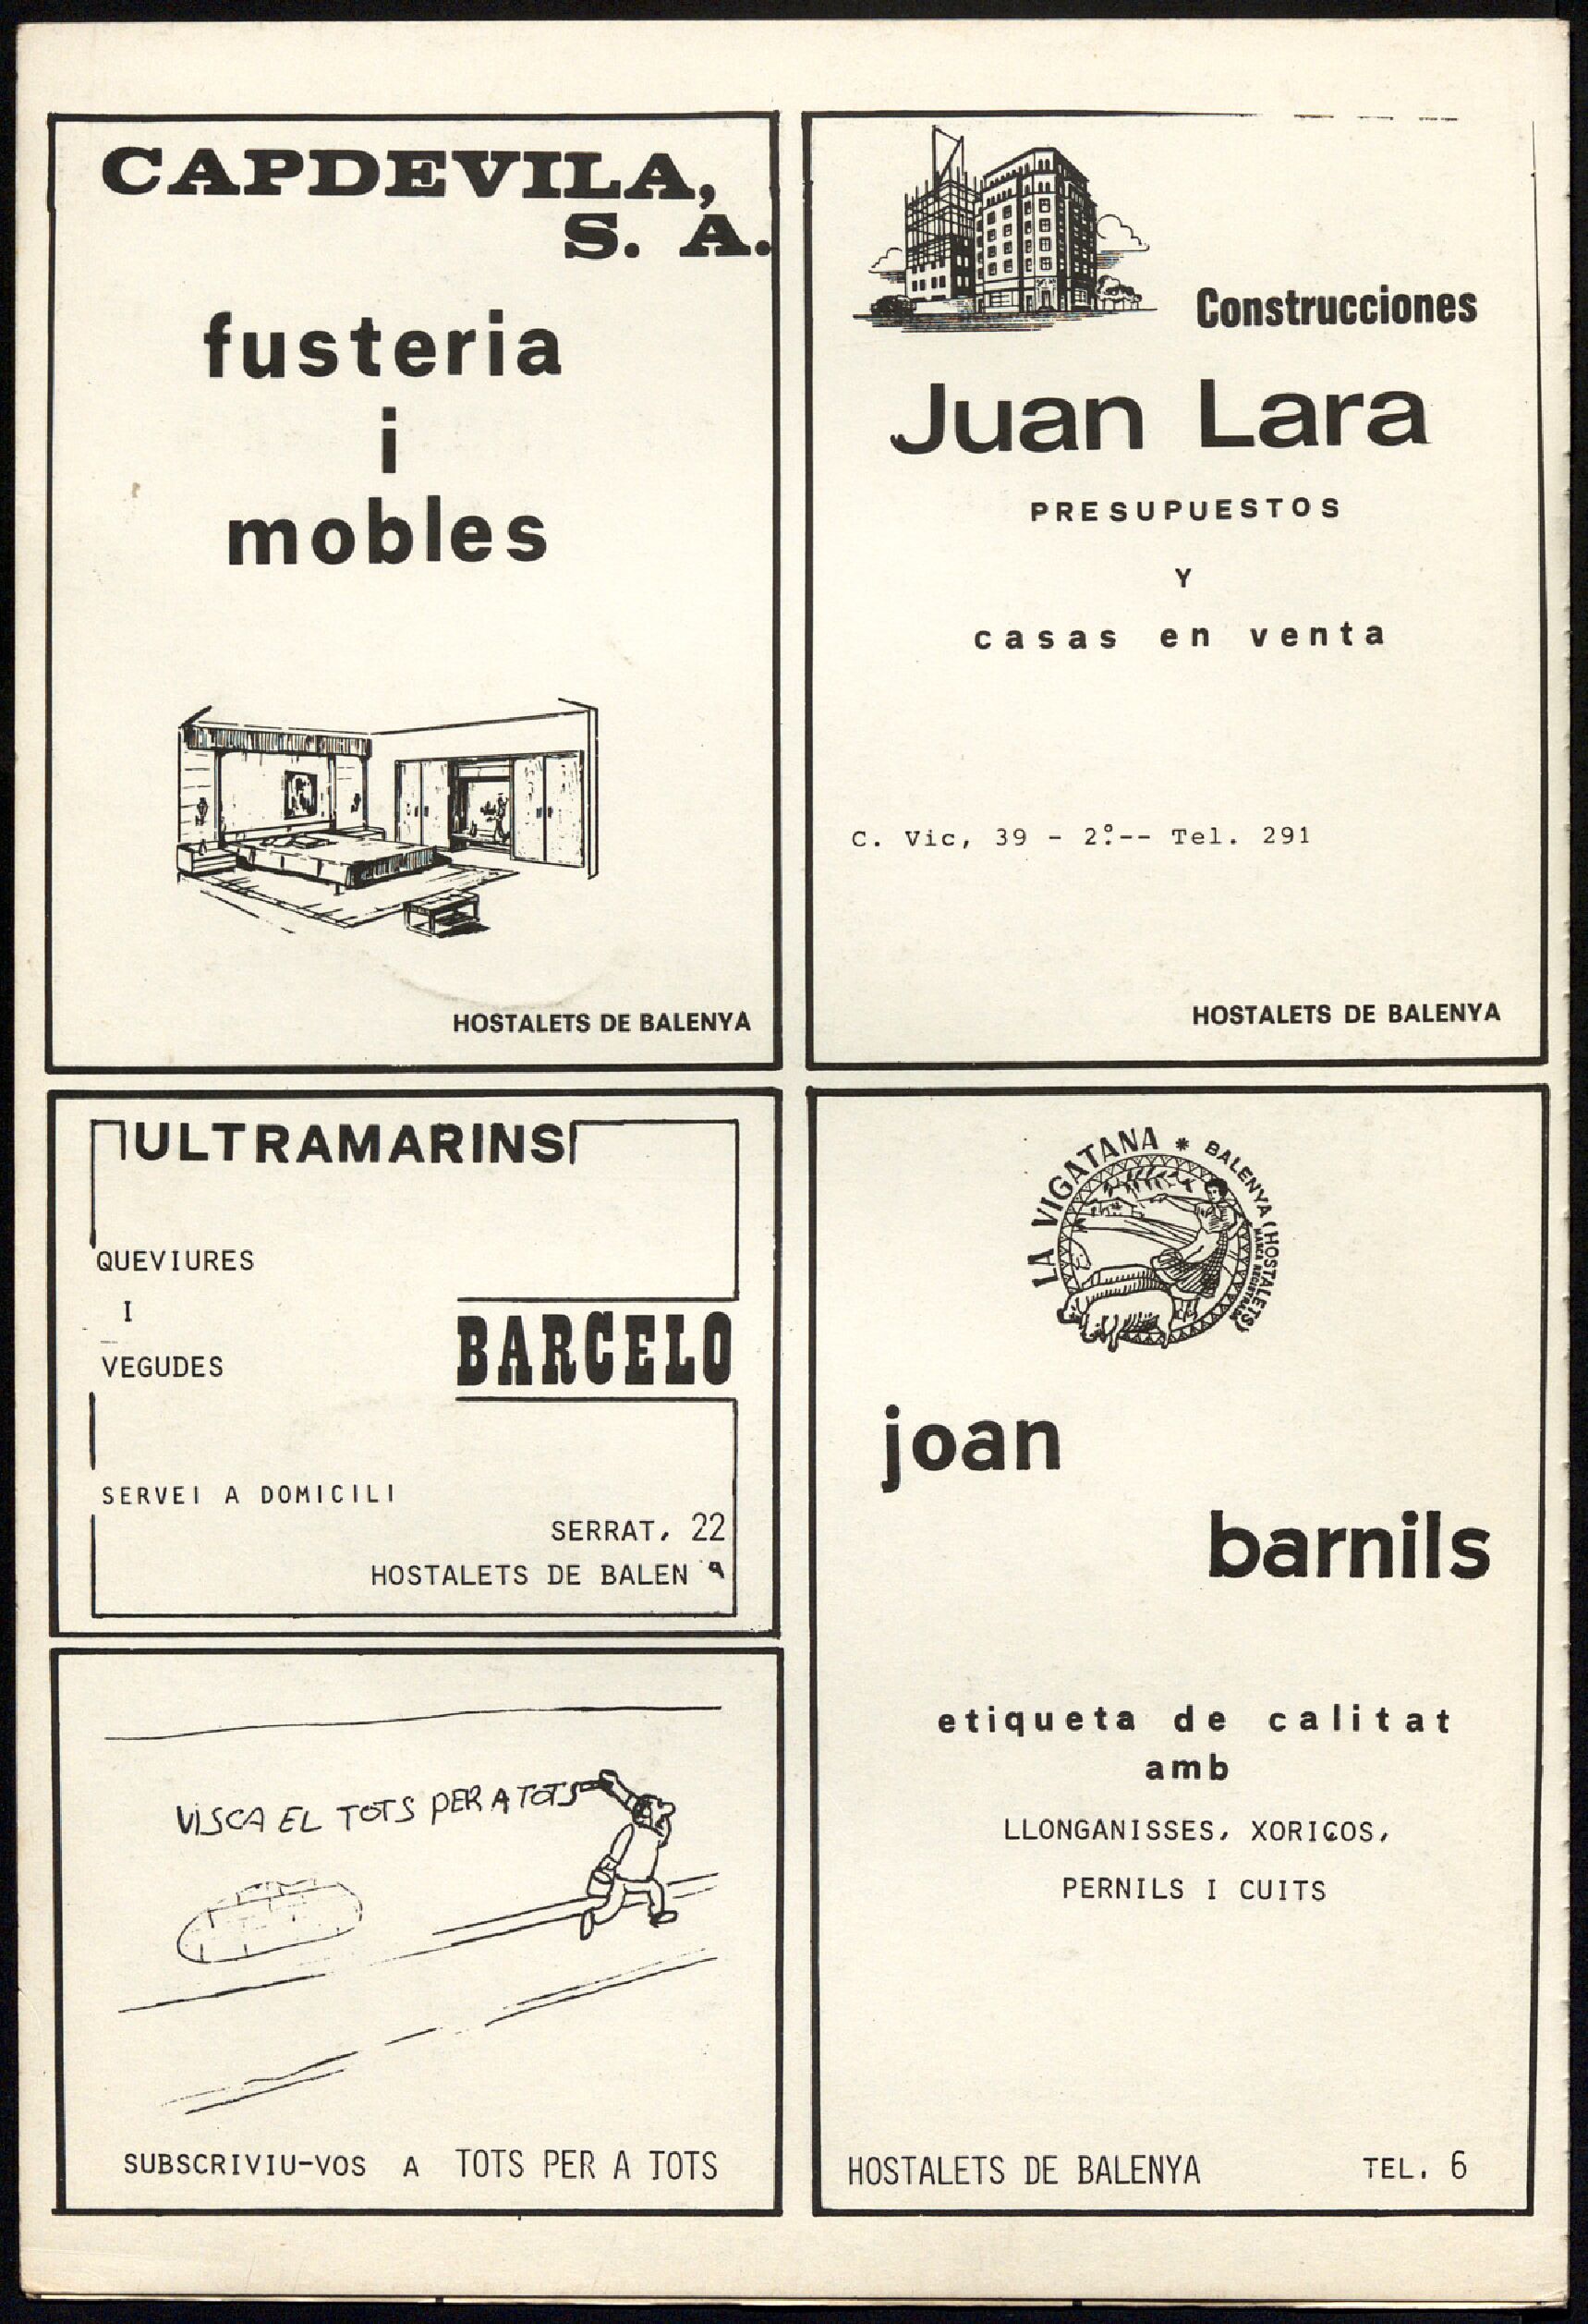 CAPDEVILA,
S. A.
fusteria
i
mobles
HOSTALETS DE BALENYA
Construcciones
Juan Lara
PRESUPUESTOS
Y
casas en venta
C. Vic, 39 - 2º.-- Tel. 291
HOSTALETS DE BALENYA
ULTRAMARINS
QUEVIURES
I
VEGUDES
BARCELO
SERVEI A DOMICILI
SERRAT, 22
HOSTALETS DE BALEN
VISCA EL TOTS PER A TOTS
SUBSCRIVIU-VOS A TOTS PER A TOTS
LA VIGATANA * BALENYA (HOSTALETS)
MARCA REGISTRADA
joan
barnils
etiqueta de calitat
amb
LLONGANISSES, XORIÇOS,
PERNILS I CUITS
HOSTALETS DE BALENYA TEL. 6